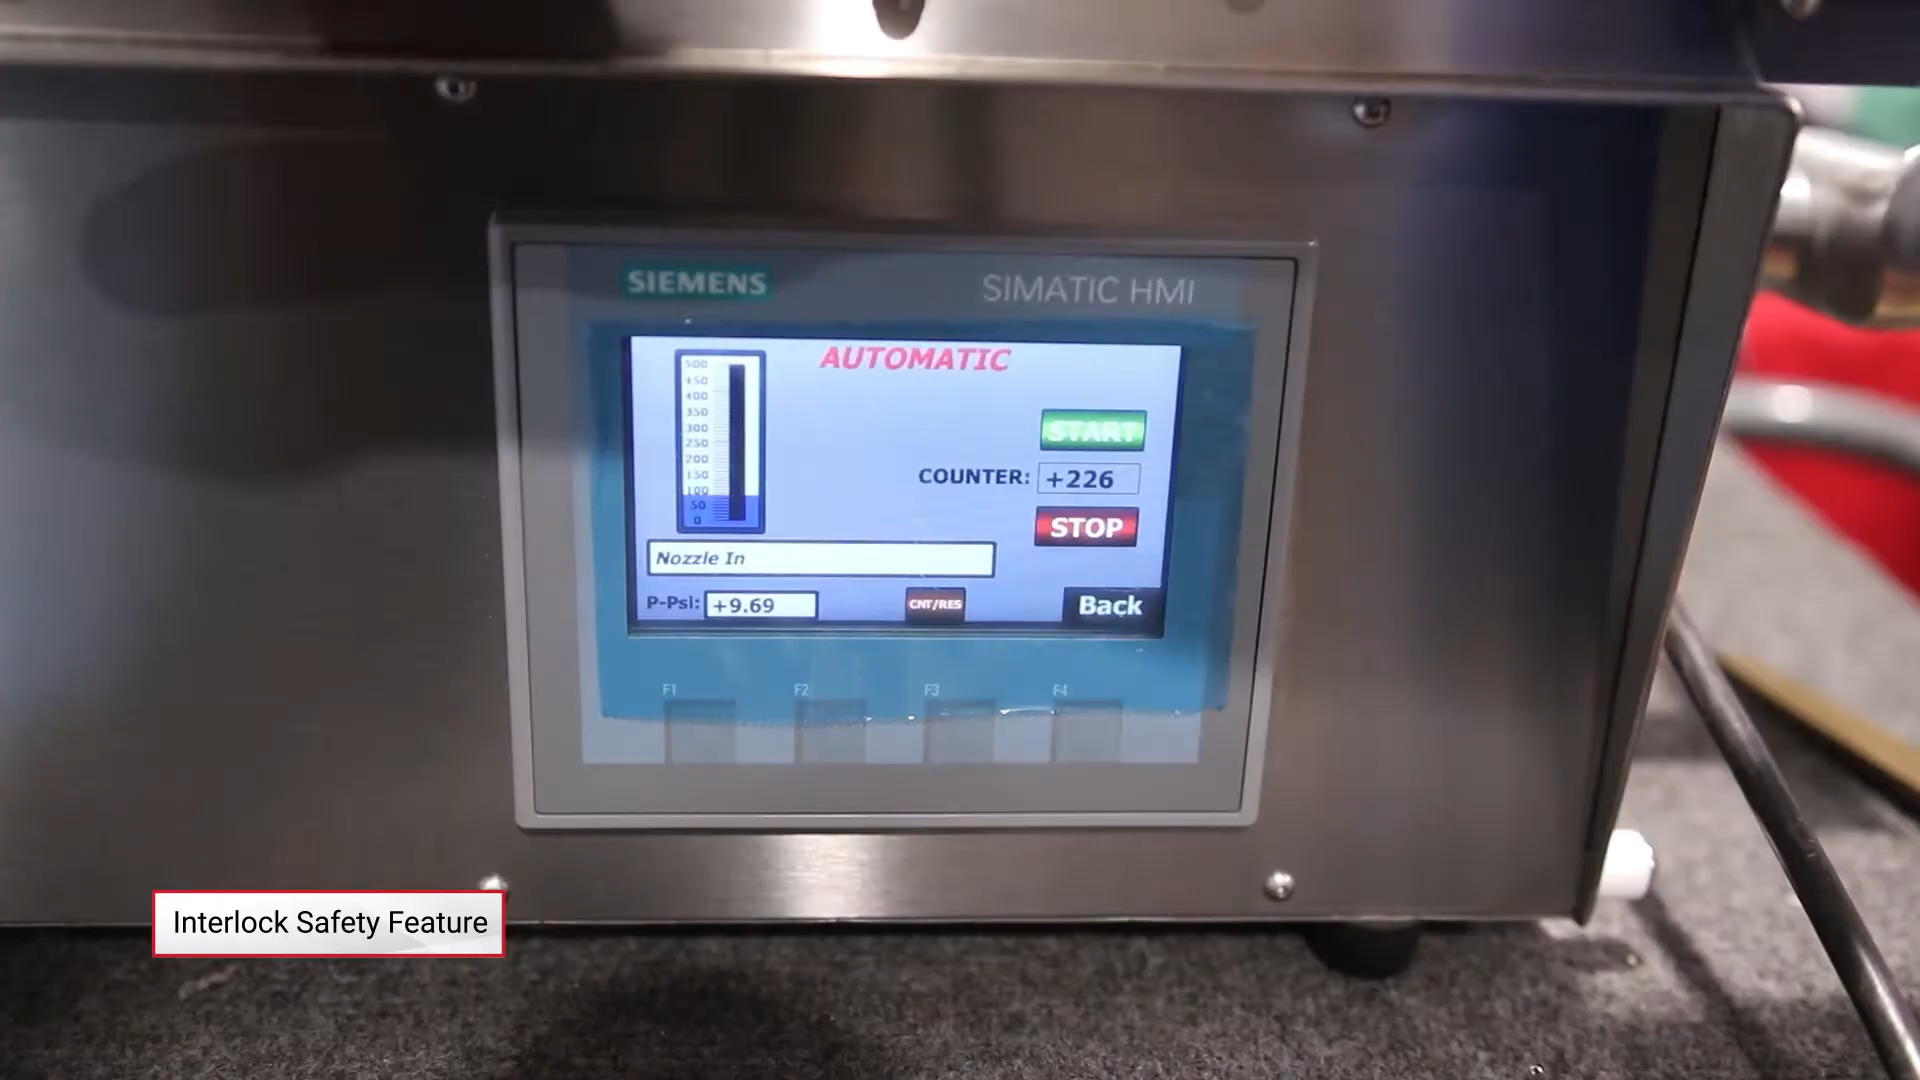 SIEMENS
SIMATIC HMI
AUTOMATIC
500
450
400
350
300
250
200
150
100
50
0
START
COUNTER: +226
STOP
Nozzle In
P-Psi: +9.69
CNT/RES
Back
F1 F2 F3 F4
Interlock Safety Feature